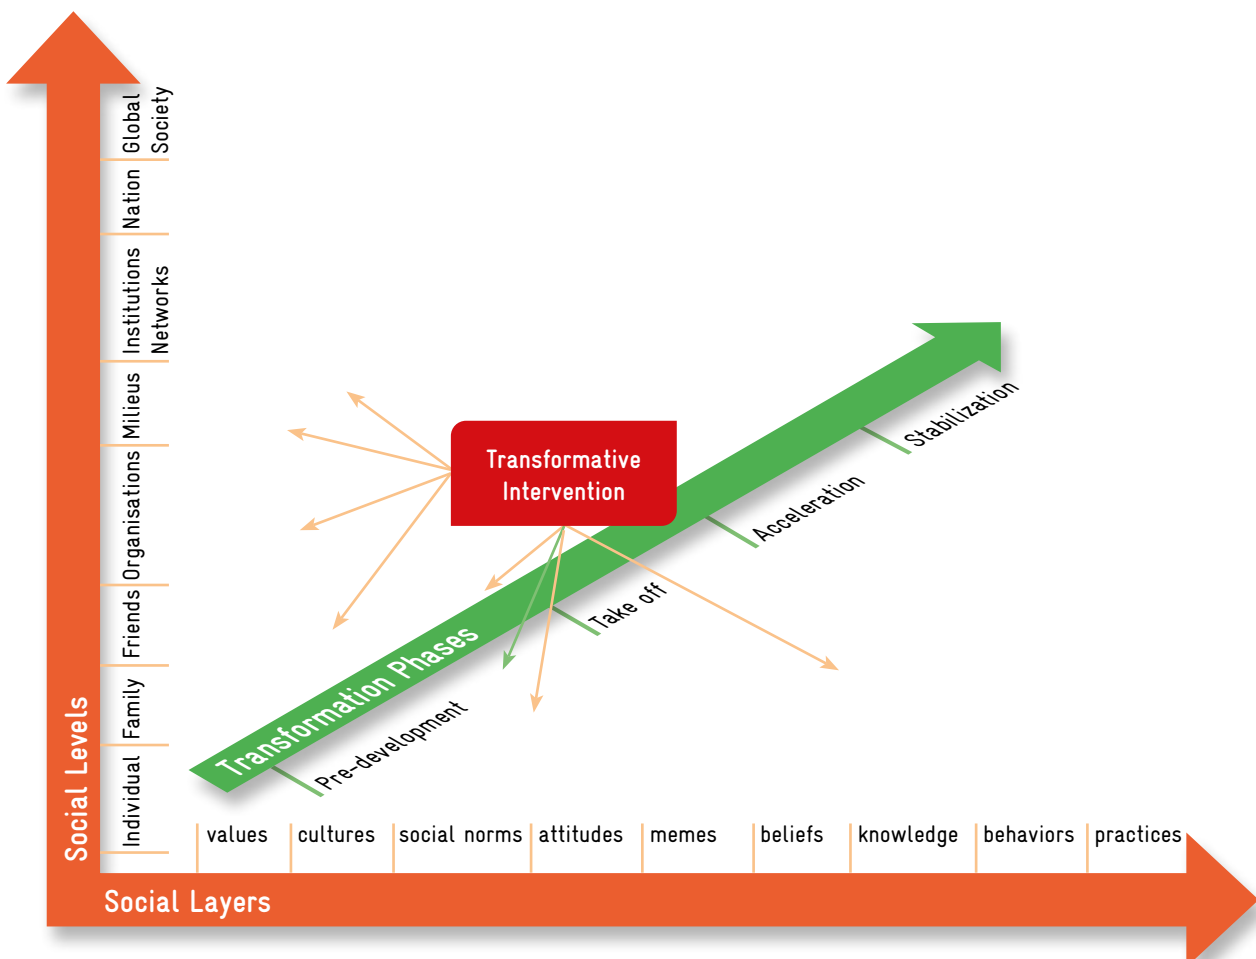 Global
Society
Nation
Institutions
Networks
Milieus
Organisations
Friends
Family
Individual
Social Levels
Transformative
Intervention
Transformation Phases
Pre-development
Take off
Acceleration
Stabilization
values
cultures
social norms
attitudes
memes
beliefs
knowledge
behaviors
practices
Social Layers